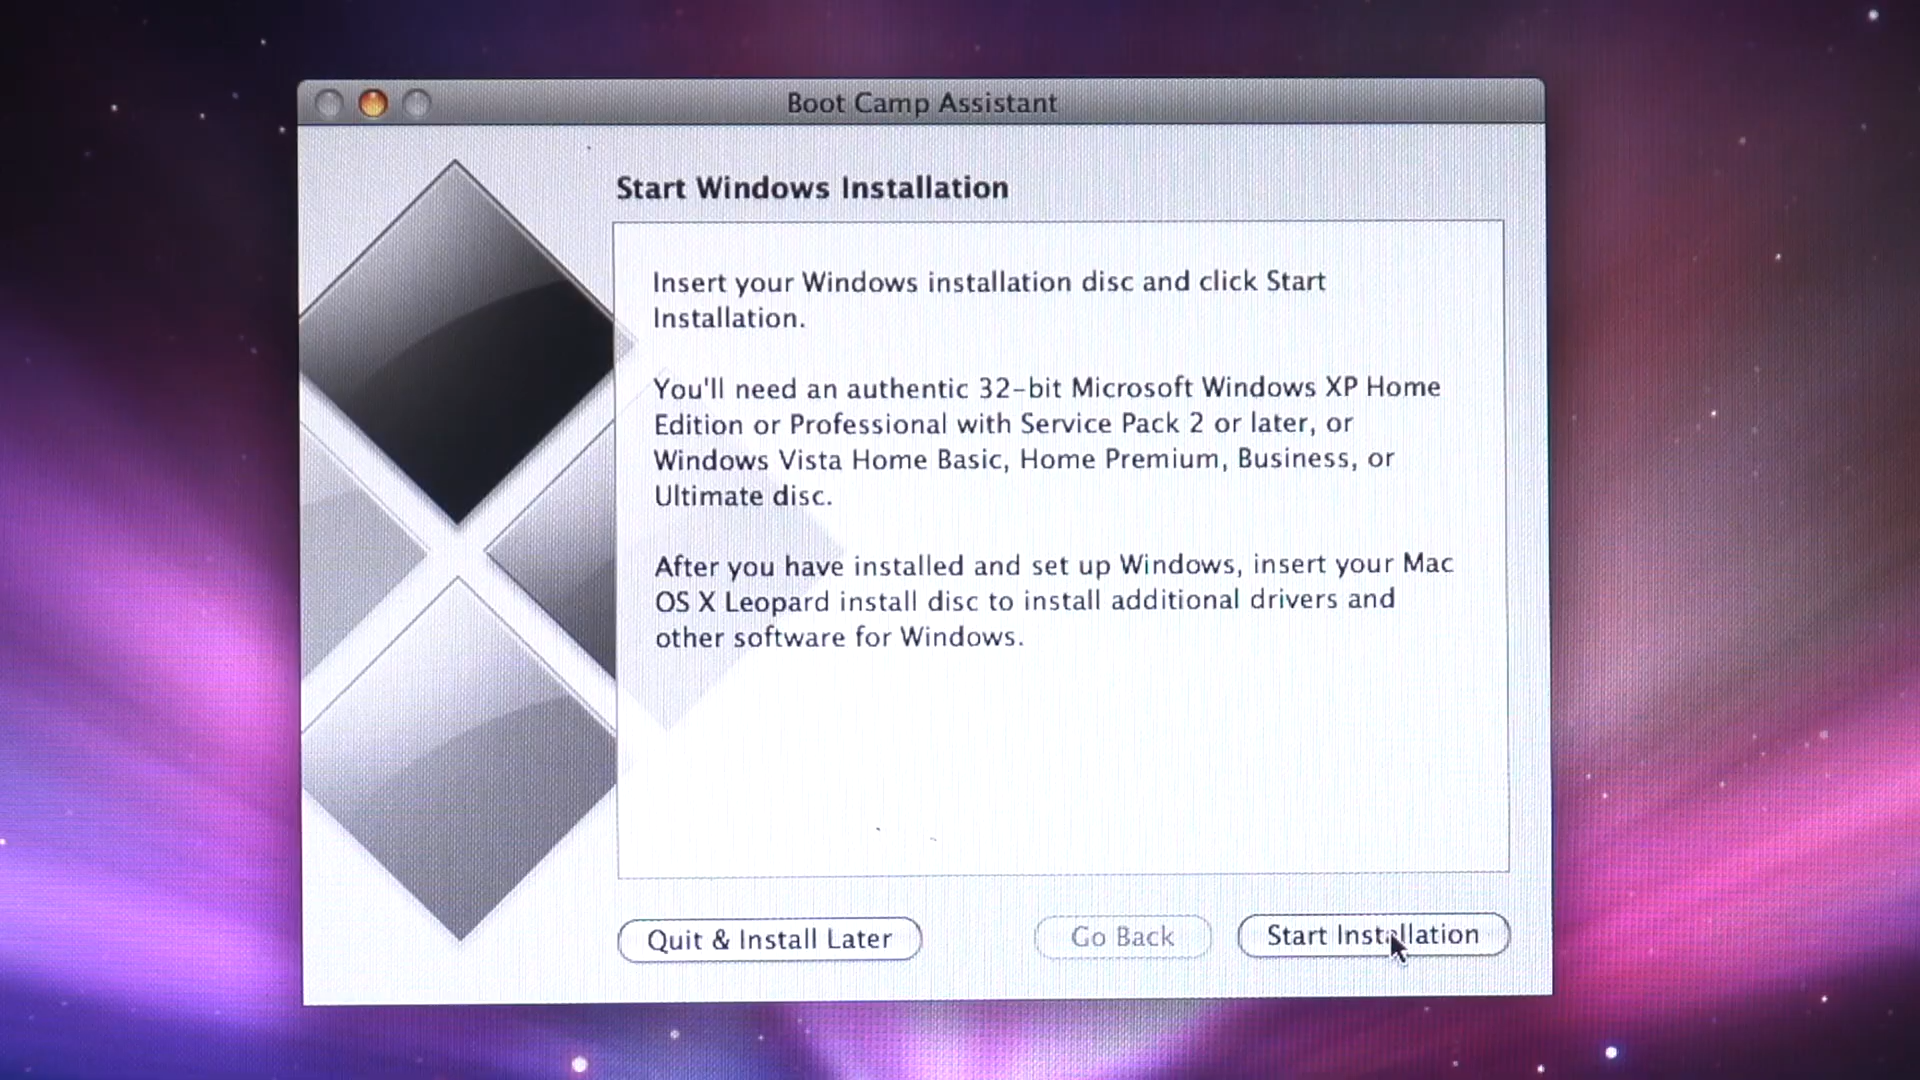 Boot Camp Assistant
Start Windows Installation
Insert your Windows installation disc and click Start
Installation.
You'll need an authentic 32-bit Microsoft Windows XP Home
Edition or Professional with Service Pack 2 or later, or
Windows Vista Home Basic, Home Premium, Business, or
Ultimate disc.
After you have installed and set up Windows, insert your Mac
OS X Leopard install disc to install additional drivers and
other software for Windows.
Quit & Install Later
Go Back
Start Installation